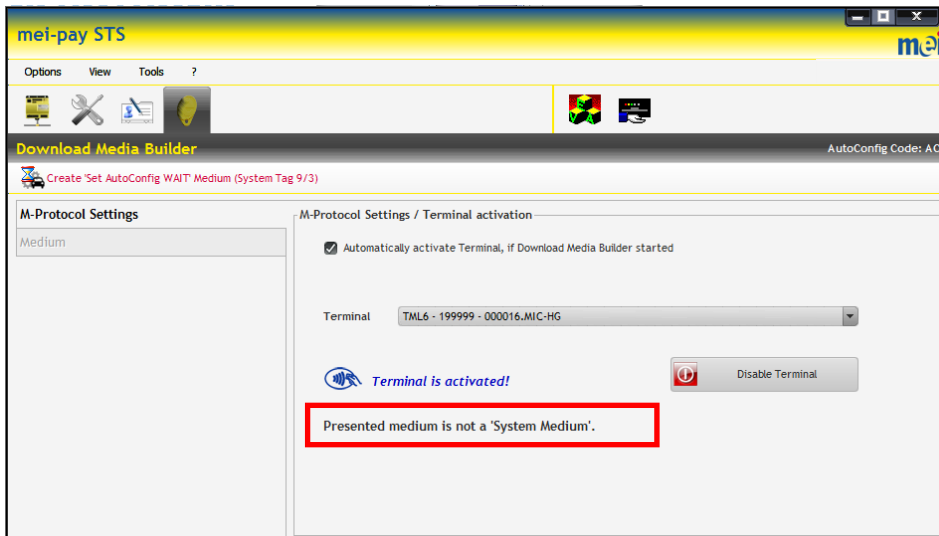 mei-pay STS
mei
Options View Tools ?
Download Media Builder
AutoConfig Code: AC
Create 'Set AutoConfig WAIT' Medium (System Tag 9/3)
M-Protocol Settings
Medium
M-Protocol Settings / Terminal activation
Automatically activate Terminal, if Download Media Builder started
Terminal TML6 - 199999 - 000016.MIC-HG
Terminal is activated!
Disable Terminal
Presented medium is not a 'System Medium'.